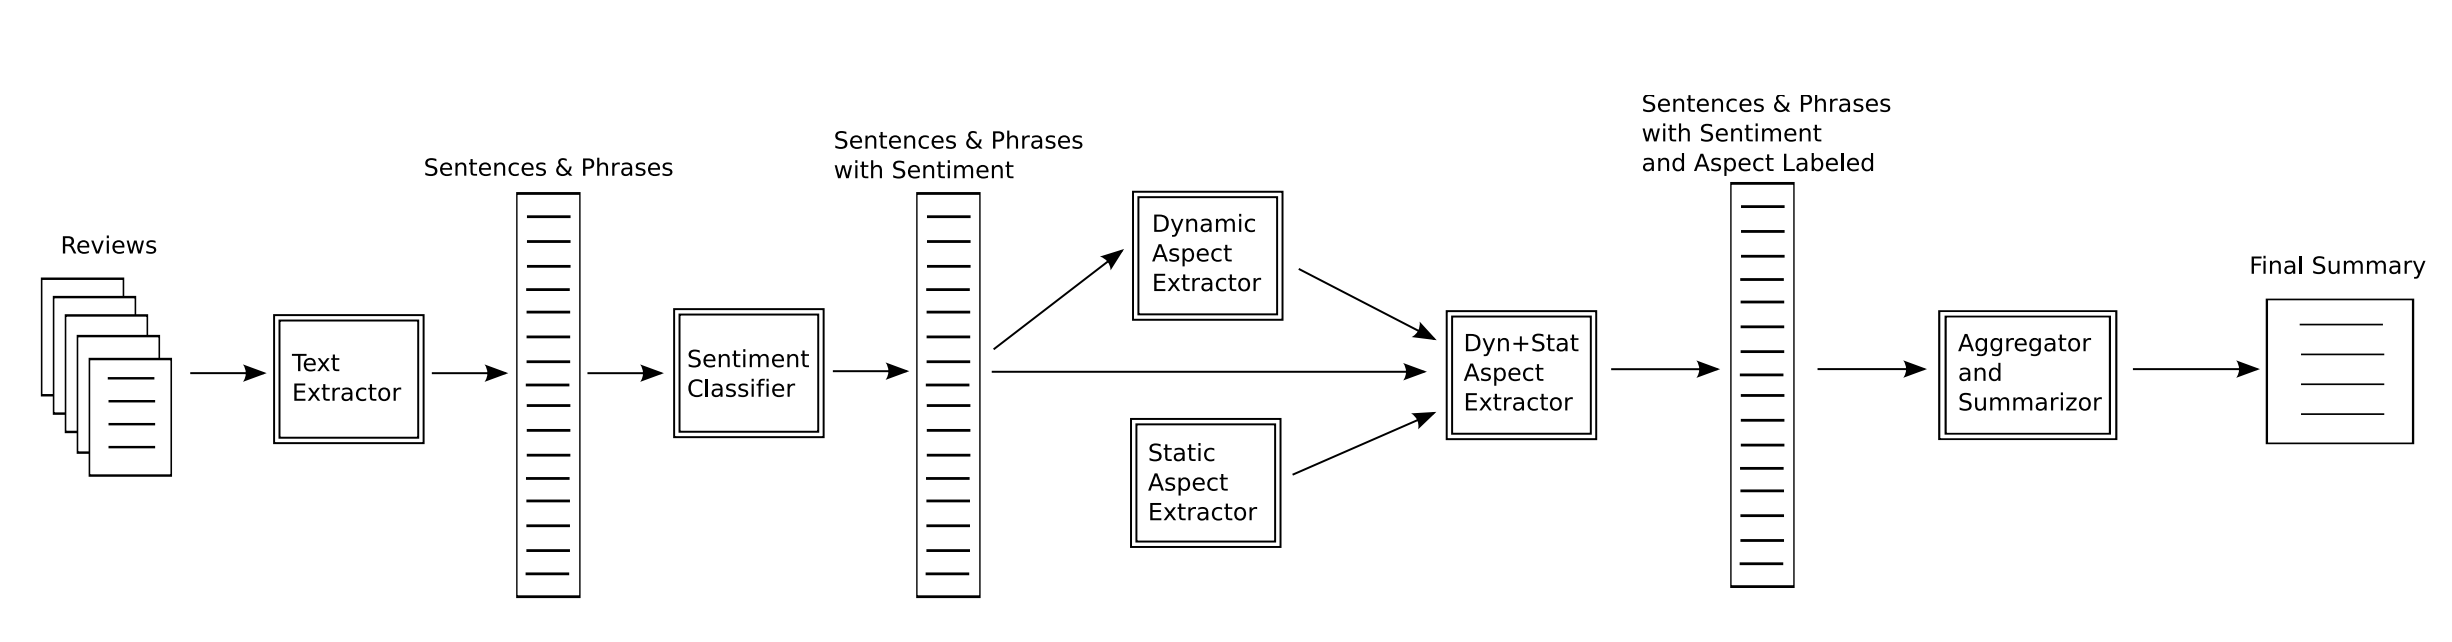 Reviews
Text
Extractor
Sentences & Phrases
Sentiment
Classifier
Sentences & Phrases
with Sentiment
Dynamic
Aspect
Extractor
Static
Aspect
Extractor
Dyn+Stat
Aspect
Extractor
Sentences & Phrases
with Sentiment
and Aspect Labeled
Aggregator
and
Summarizor
Final Summary